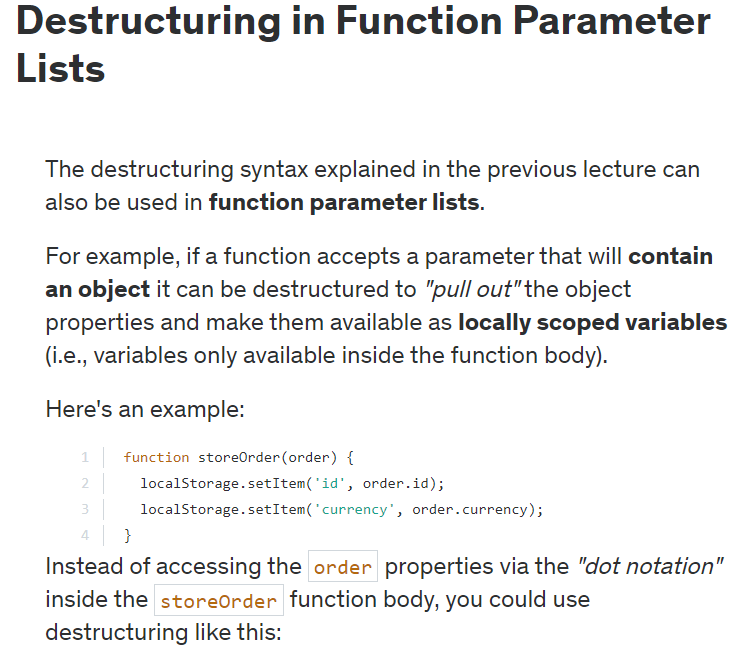 Destructuring in Function Parameter
Lists
The destructuring syntax explained in the previous lecture can
also be used in function parameter lists.
For example, if a function accepts a parameter that will contain
an object it can be destructured to "pull out" the object
properties and make them available as locally scoped variables
(i.e., variables only available inside the function body).
Here's an example:
1 function storeOrder(order) {
2 localStorage.setItem('id', order.id);
3 localStorage.setItem('currency', order.currency);
4 }
Instead of accessing the order properties via the "dot notation"
inside the storeOrder function body, you could use
destructuring like this: